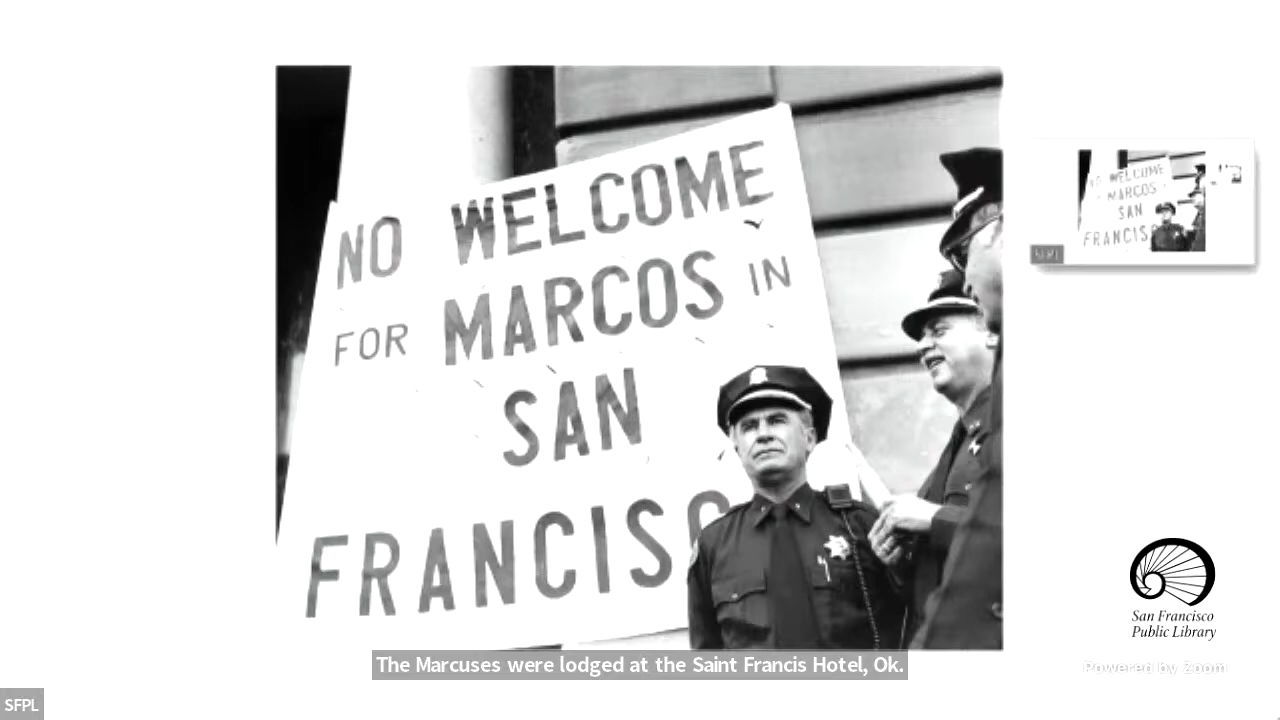 NO WELCOME
FOR MARCOS IN
SAN
FRANCISC
WELCOME
MARCOS
SAN
FRANCISC
SFPL
San Francisco
Public Library
The Marcuses were lodged at the Saint Francis Hotel, Ok.
Powered by Zoom
SFPL